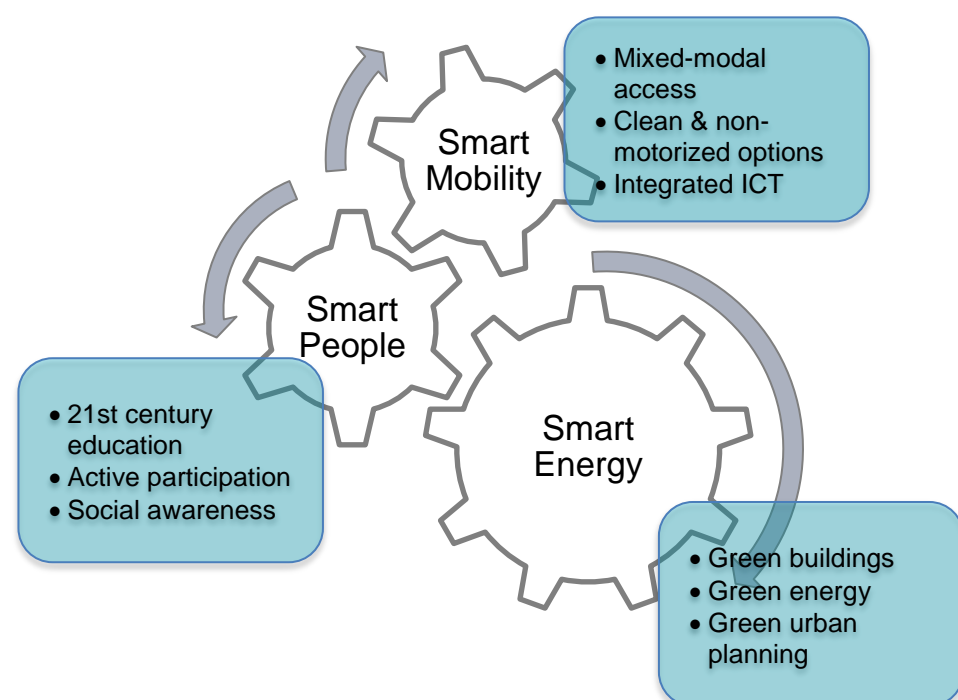 Smart
Mobility
• Mixed-modal
access
• Clean & non-
motorized options
• Integrated ICT
Smart
People
• 21st century
education
• Active participation
• Social awareness
Smart
Energy
• Green buildings
• Green energy
• Green urban
planning